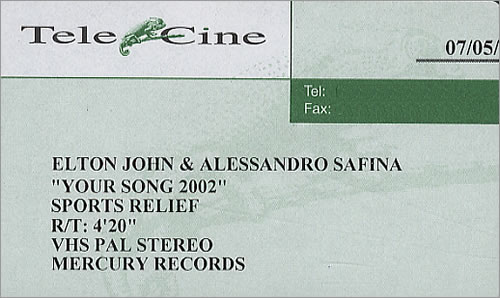 Tele Cine
07/05/
Tel:
Fax:
ELTON JOHN & ALESSANDRO SAFINA
"YOUR SONG 2002"
SPORTS RELIEF
R/T: 4'20"
VHS PAL STEREO
MERCURY RECORDS